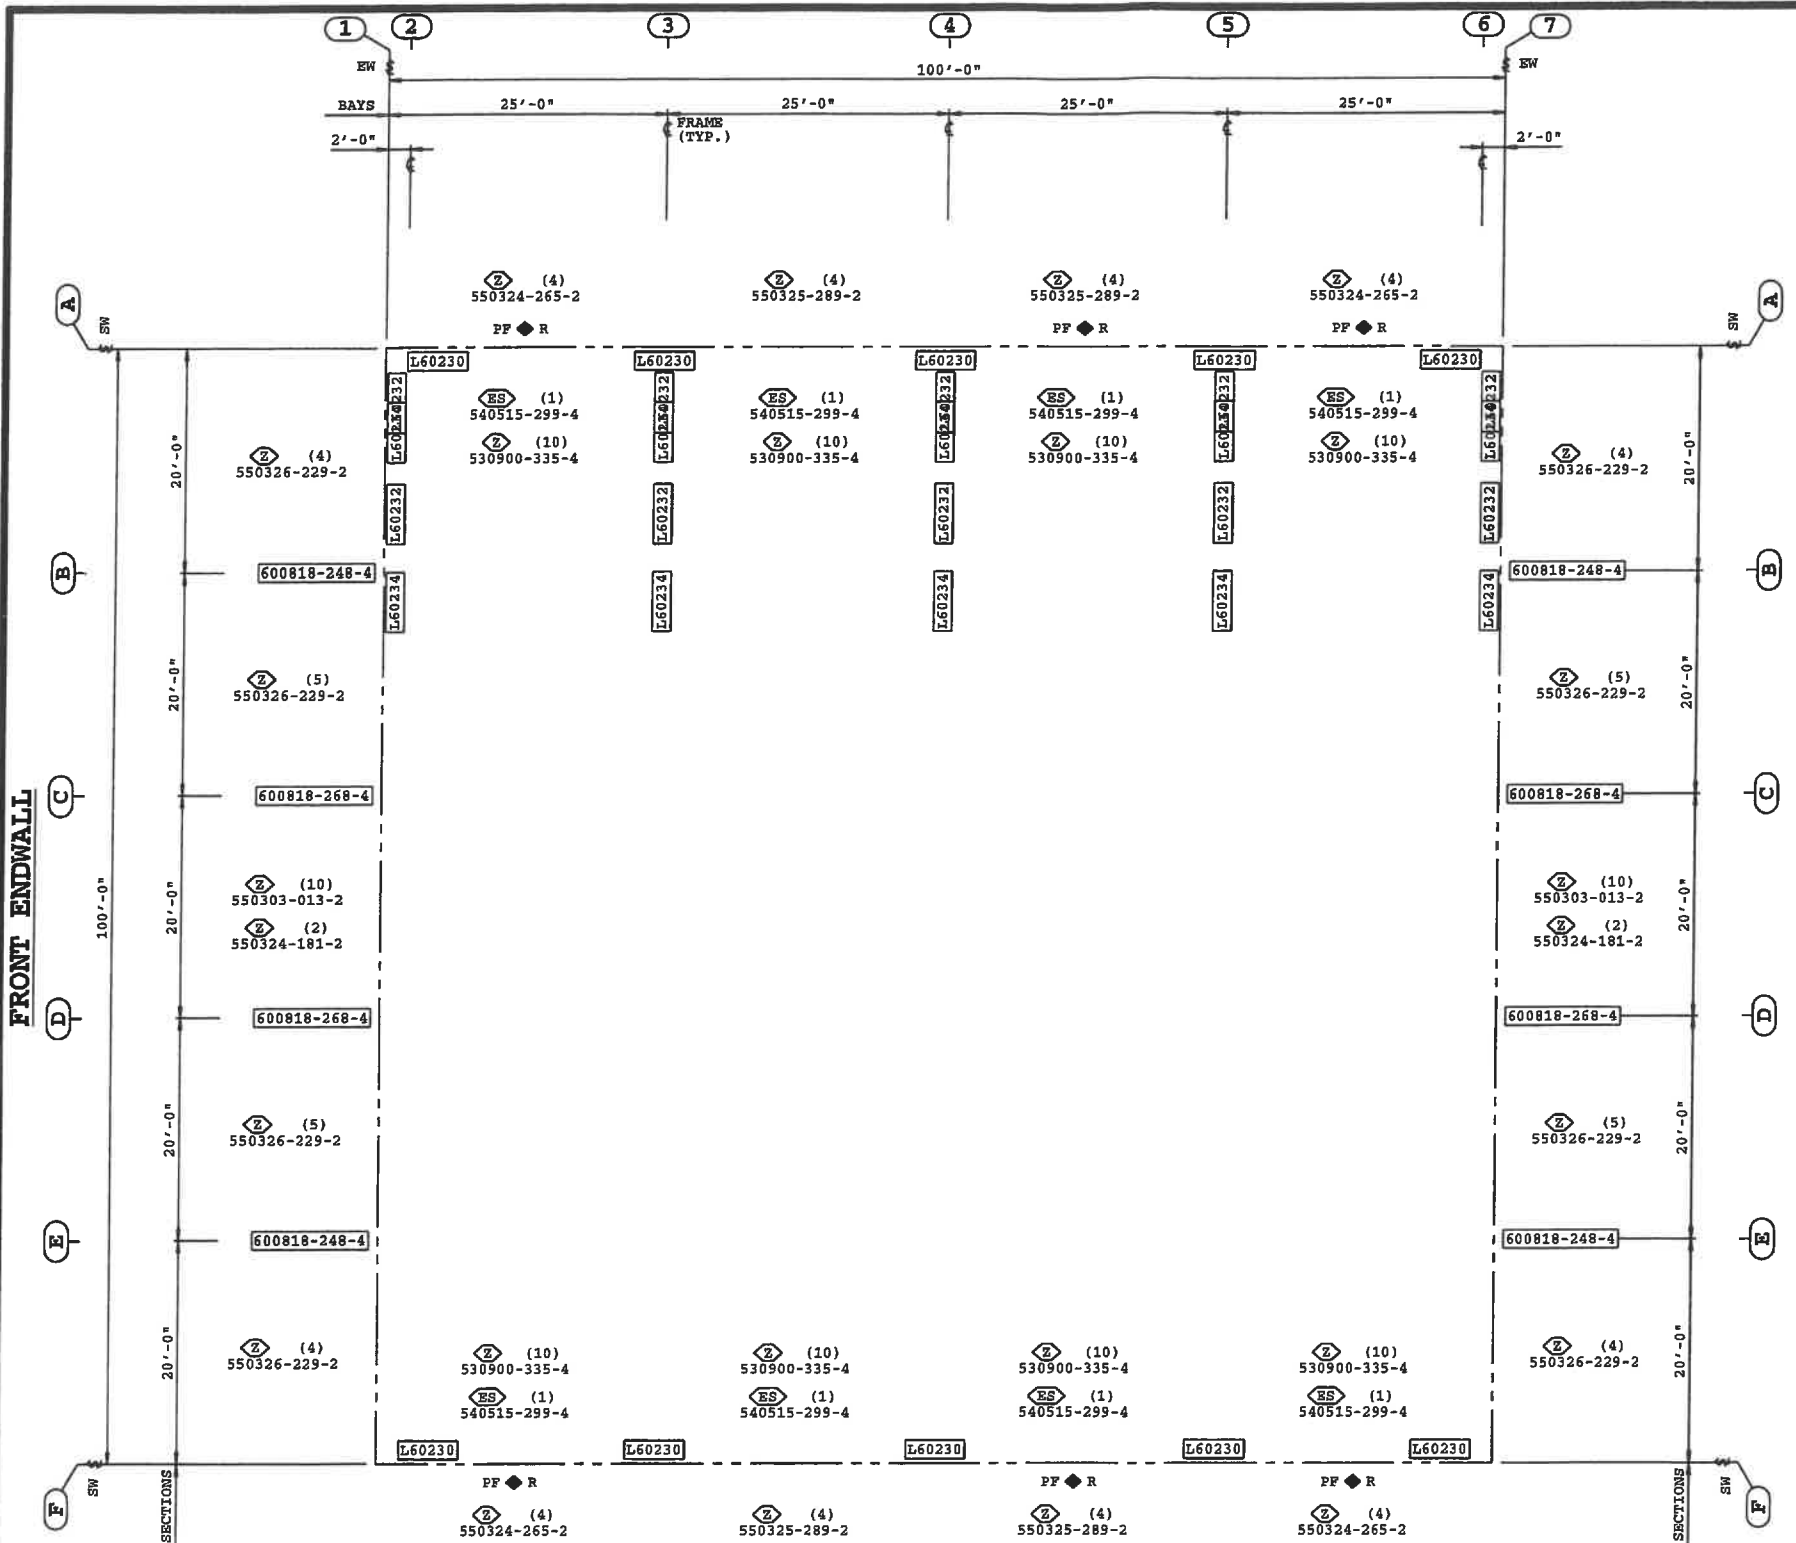 1 2 3 4 5 6 7
EW EW
100'-0"
BAYS 25'-0" 25'-0" 25'-0" 25'-0"
FRAME
(TYP.)
2'-0" 2'-0"
Z (4) Z (4) Z (4) Z (4)
550324-265-2 550325-289-2 550325-289-2 550324-265-2
A SW SW A
PF R PF R PF R
L60230 L60230 L60230 L60230 L60230
L60232 L60232 L60232 L60232 L60232
ES (1) ES (1) ES (1) ES (1)
540515-299-4 540515-299-4 540515-299-4 540515-299-4
Z (10) Z (10) Z (10) Z (10)
530900-335-4 530900-335-4 530900-335-4 530900-335-4
20'-0" Z (4) Z (4) 20'-0"
550326-229-2 550326-229-2
B 600818-248-4 600818-248-4 B
L60234 L60234 L60234 L60234 L60234
20'-0" Z (5) Z (5) 20'-0"
550326-229-2 550326-229-2
C 600818-268-4 600818-268-4 C
FRONT ENDWALL
100'-0"
20'-0" Z (10) Z (10) 20'-0"
550303-013-2 550303-013-2
Z (2) Z (2)
550324-181-2 550324-181-2
D 600818-268-4 600818-268-4 D
20'-0" Z (5) Z (5) 20'-0"
550326-229-2 550326-229-2
E 600818-248-4 600818-248-4 E
20'-0" Z (4) Z (4) 20'-0"
550326-229-2 550326-229-2
Z (10) Z (10) Z (10) Z (10)
530900-335-4 530900-335-4 530900-335-4 530900-335-4
ES (1) ES (1) ES (1) ES (1)
540515-299-4 540515-299-4 540515-299-4 540515-299-4
L60230 L60230 L60230 L60230 L60230
F SW SECTIONS SECTIONS SW F
PF R PF R PF R
Z (4) Z (4) Z (4) Z (4)
550324-265-2 550325-289-2 550325-289-2 550324-265-2